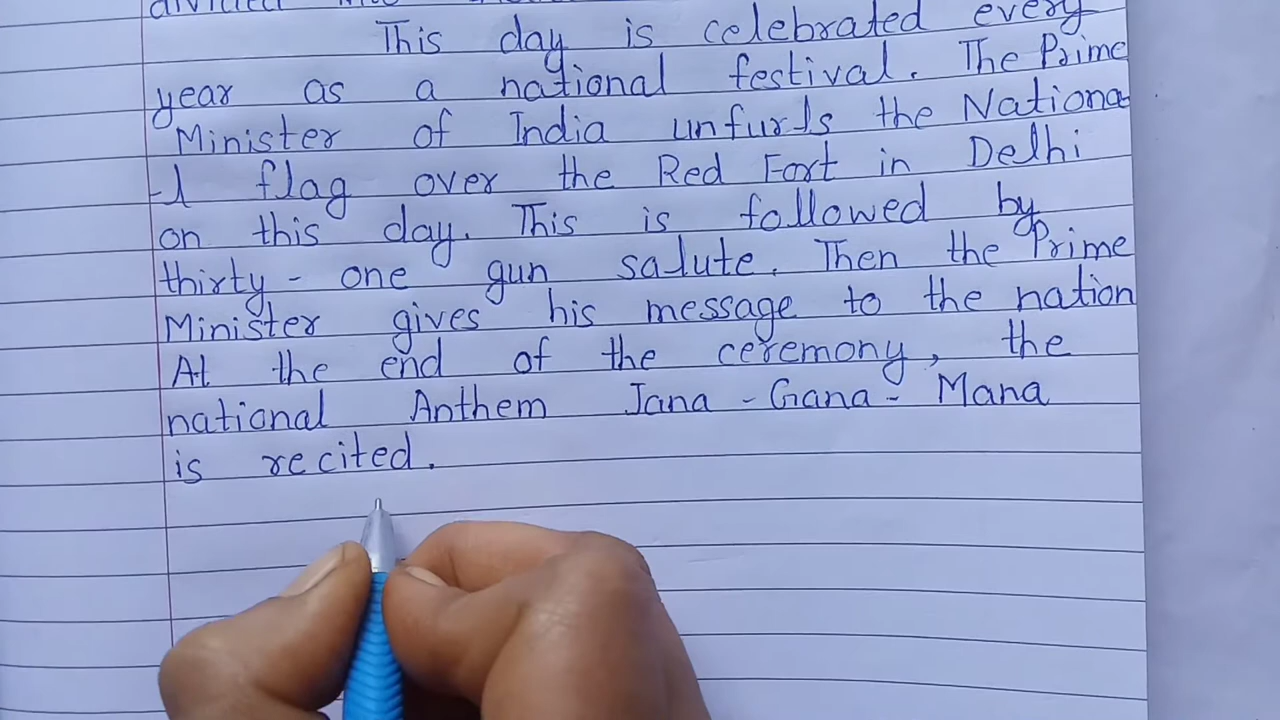 divided into
This day is celebrated every
year as a national festival. The Prime
Minister of India unfurls the Nationa
-l flag over the Red Fort in Delhi
on this day. This is followed by
thirty - one gun salute. Then the Prime
Minister gives his message to the nation
At the end of the ceremony, the
national Anthem Jana - Gana - Mana
is recited.